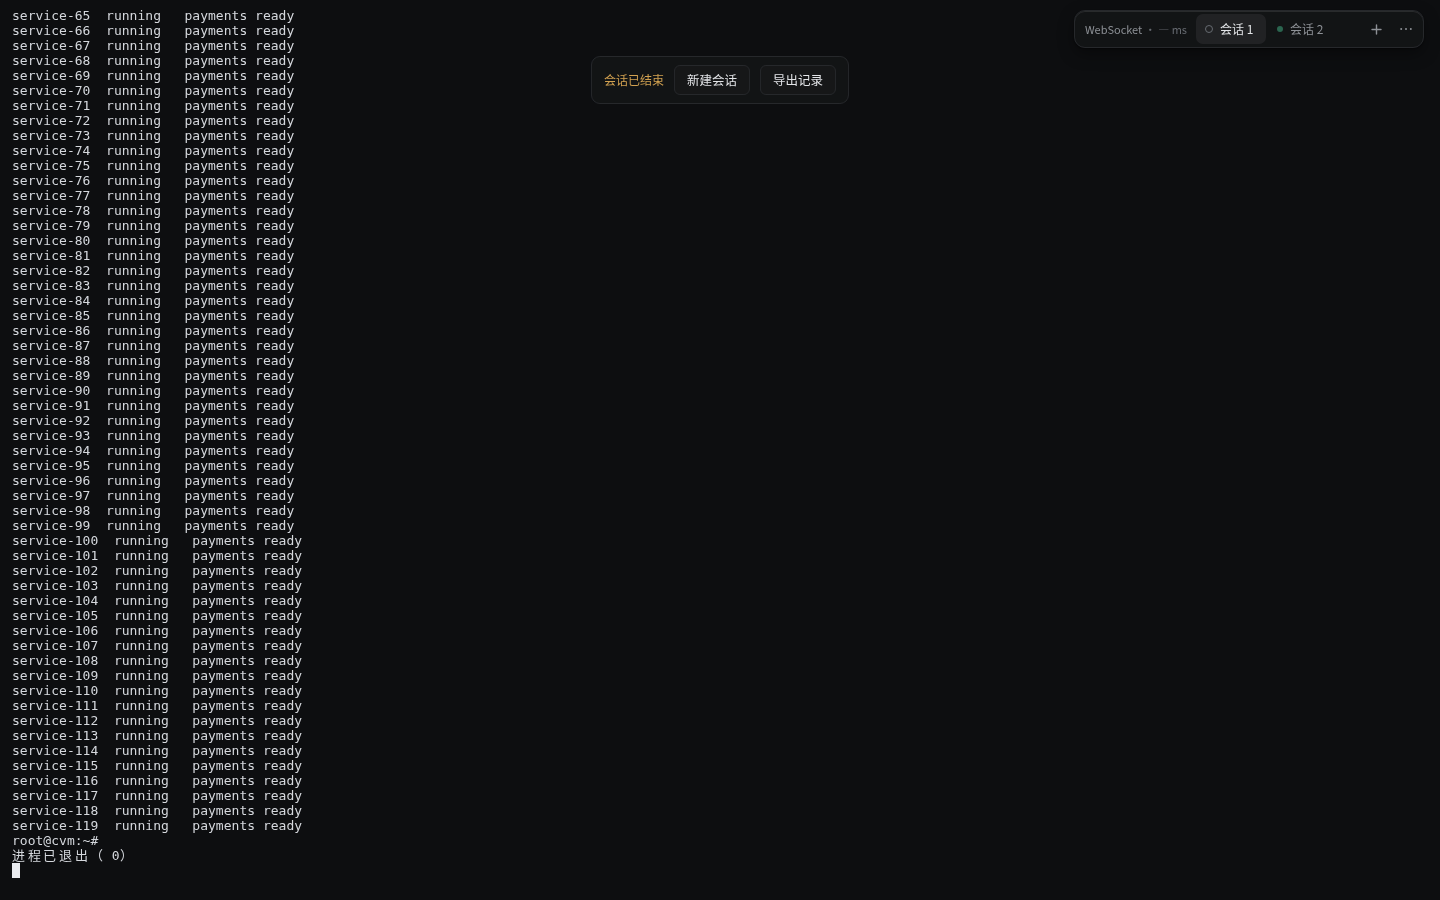 service-65  running   payments ready
service-66  running   payments ready
service-67  running   payments ready
service-68  running   payments ready
service-69  running   payments ready
service-70  running   payments ready
service-71  running   payments ready
service-72  running   payments ready
service-73  running   payments ready
service-74  running   payments ready
service-75  running   payments ready
service-76  running   payments ready
service-77  running   payments ready
service-78  running   payments ready
service-79  running   payments ready
service-80  running   payments ready
service-81  running   payments ready
service-82  running   payments ready
service-83  running   payments ready
service-84  running   payments ready
service-85  running   payments ready
service-86  running   payments ready
service-87  running   payments ready
service-88  running   payments ready
service-89  running   payments ready
service-90  running   payments ready
service-91  running   payments ready
service-92  running   payments ready
service-93  running   payments ready
service-94  running   payments ready
service-95  running   payments ready
service-96  running   payments ready
service-97  running   payments ready
service-98  running   payments ready
service-99  running   payments ready
service-100  running   payments ready
service-101  running   payments ready
service-102  running   payments ready
service-103  running   payments ready
service-104  running   payments ready
service-105  running   payments ready
service-106  running   payments ready
service-107  running   payments ready
service-108  running   payments ready
service-109  running   payments ready
service-110  running   payments ready
service-111  running   payments ready
service-112  running   payments ready
service-113  running   payments ready
service-114  running   payments ready
service-115  running   payments ready
service-116  running   payments ready
service-117  running   payments ready
service-118  running   payments ready
service-119  running   payments ready
root@cvm:~#
进程已退出（ 0）
WebSocket · — ms 会话 1 会话 2 + ···
会话已结束 新建会话 导出记录